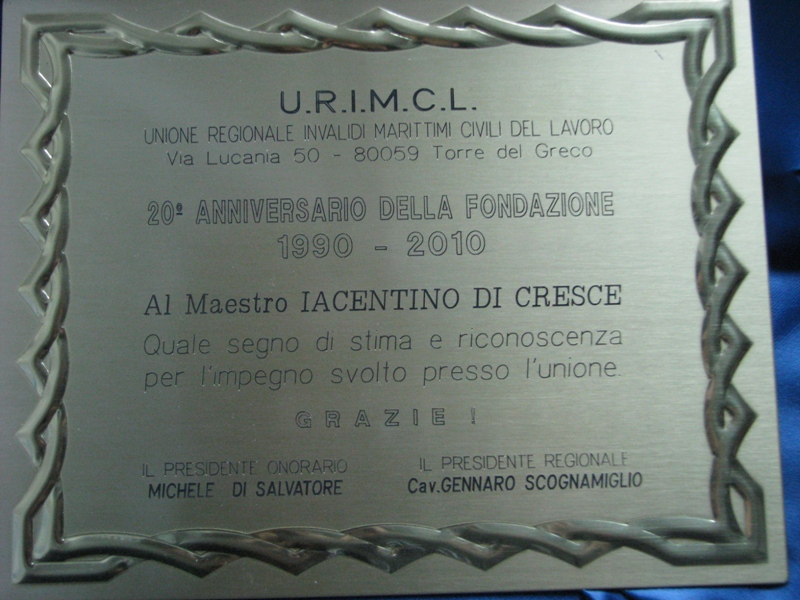 U.R.I.M.C.L.
UNIONE REGIONALE INVALIDI MARITTIMI CIVILI DEL LAVORO
Via Lucania 50 - 80059 Torre del Greco
20º ANNIVERSARIO DELLA FONDAZIONE
1990 - 2010
Al Maestro IACENTINO DI CRESCE
Quale segno di stima e riconoscenza
per l'impegno svolto presso l'unione.
GRAZIE !
IL PRESIDENTE ONORARIO
MICHELE DI SALVATORE
IL PRESIDENTE REGIONALE
Cav.GENNARO SCOGNAMIGLIO